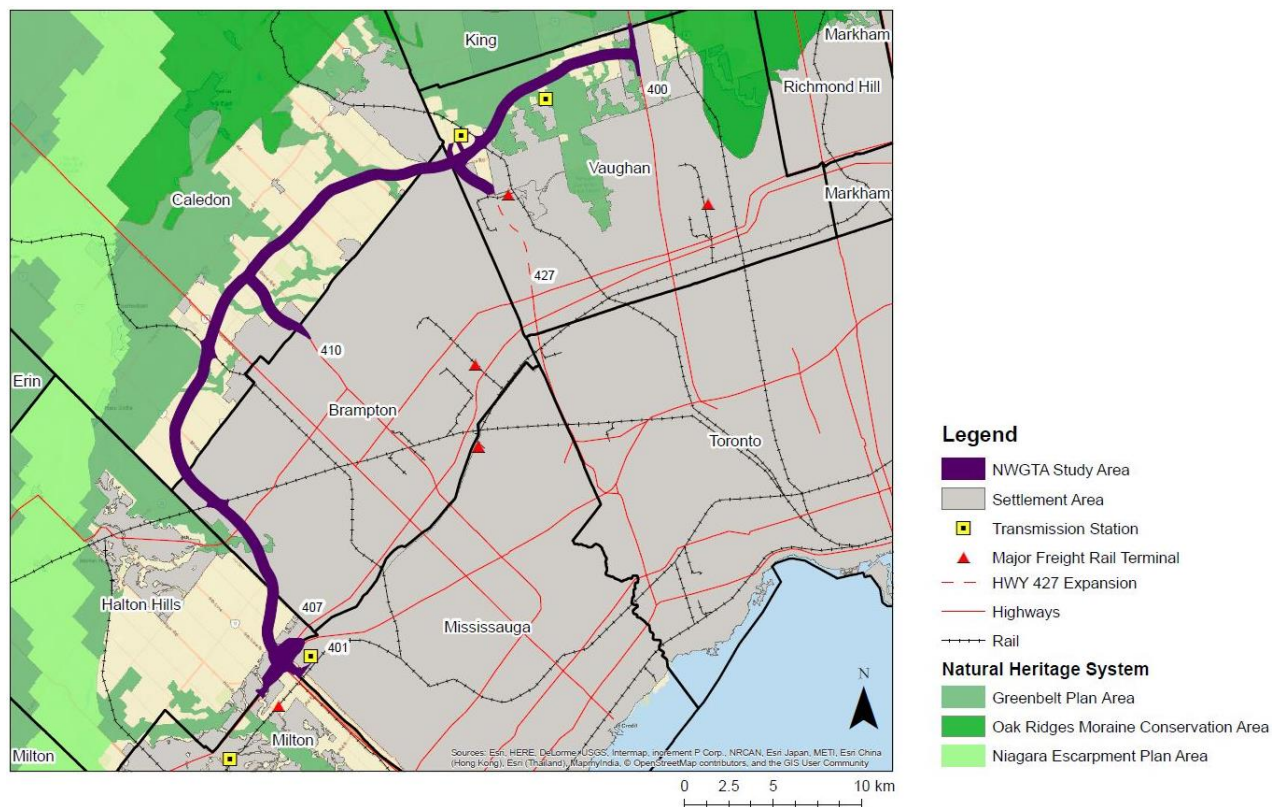 King
Markham
Richmond Hill
400
Vaughan
Caledon
Markham
427
410
Erin
Brampton
Toronto
Halton Hills
407
Mississauga
401
Milton
Milton
N
Sources: Esri, HERE, DeLorme, USGS, Intermap, increment P Corp., NRCAN, Esri Japan, METI, Esri China
(Hong Kong), Esri (Thailand), MapmyIndia, © OpenStreetMap contributors, and the GIS User Community
0 2.5 5 10 km
Legend
NWGTA Study Area
Settlement Area
Transmission Station
Major Freight Rail Terminal
HWY 427 Expansion
Highways
Rail
Natural Heritage System
Greenbelt Plan Area
Oak Ridges Moraine Conservation Area
Niagara Escarpment Plan Area